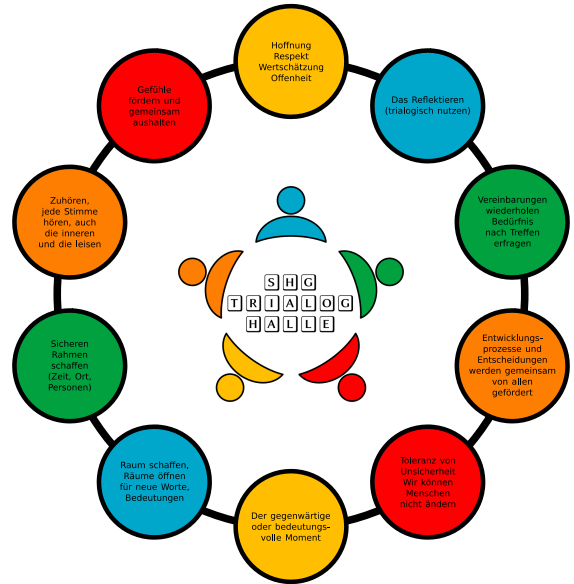 Hoffnung
Respekt
Wertschätzung
Offenheit
Das Reflektieren
(trialogisch nutzen)
Vereinbarungen
wiederholen
Bedürfnis
nach Treffen
erfragen
Entwicklungs-
prozesse und
Entscheidungen
werden gemeinsam
von allen
gefördert
Toleranz von
Unsicherheit
Wir können
Menschen
nicht ändern
Der gegenwärtige
oder bedeutungs-
volle Moment
Raum schaffen,
Räume öffnen
für neue Worte,
Bedeutungen
Sicheren
Rahmen
schaffen
(Zeit, Ort,
Personen)
Zuhören,
jede Stimme
hören, auch
die inneren
und die leisen
Gefühle
fördern und
gemeinsam
aushalten
SHG
TRIALOG
HALLE